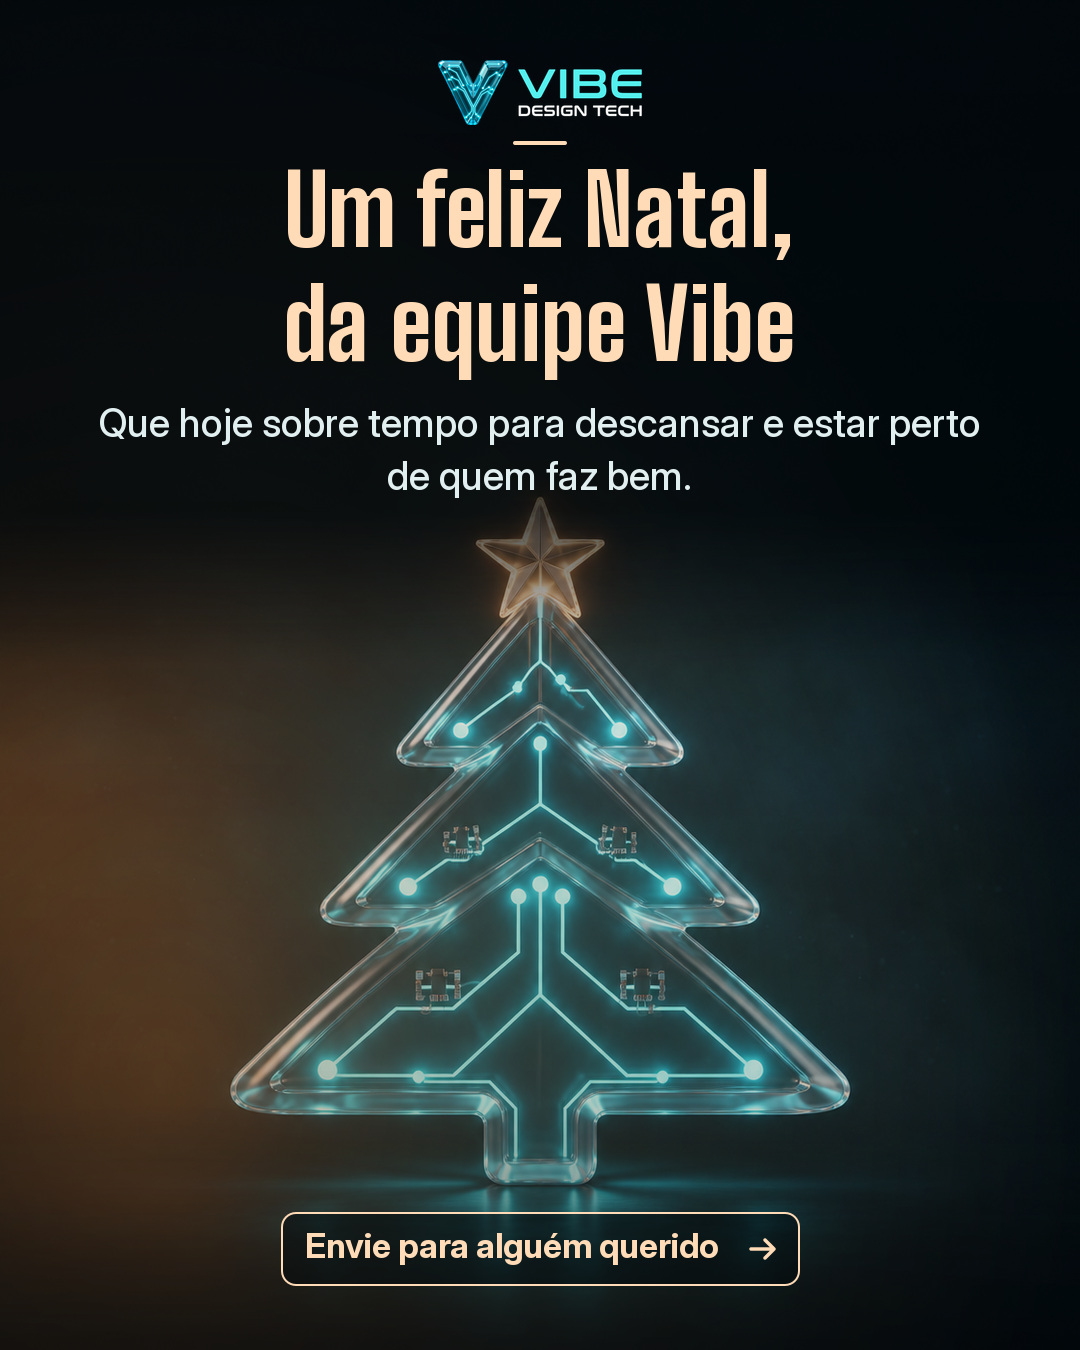 VIBE
DESIGN TECH
Um feliz Natal,
da equipe Vibe
Que hoje sobre tempo para descansar e estar perto
de quem faz bem.
Envie para alguém querido →